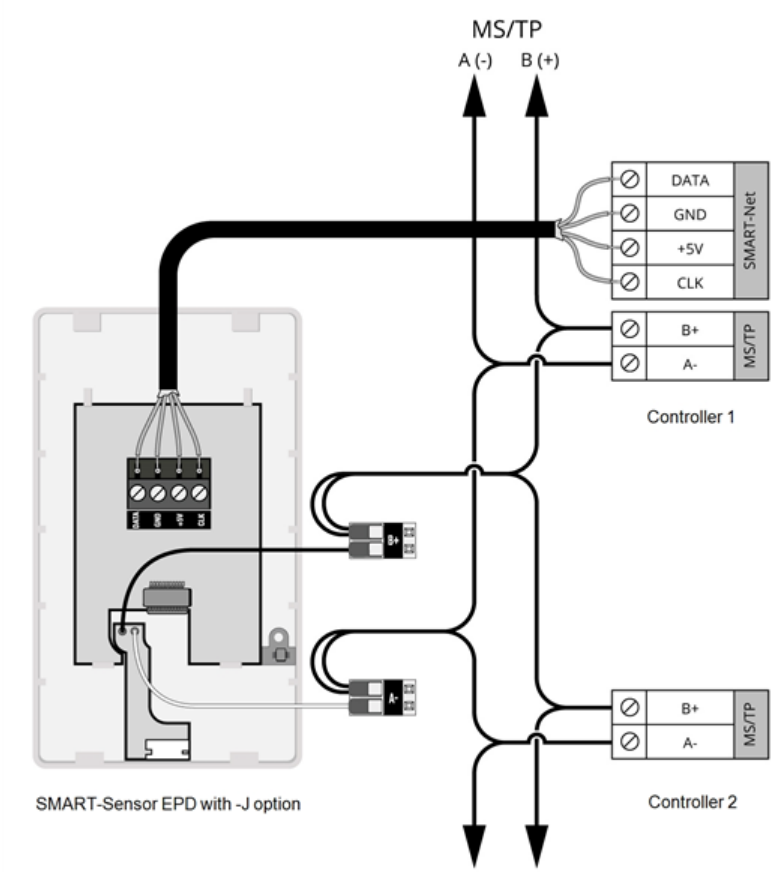 MS/TP
A (-) B (+)
DATA
GND
+5V
CLK
SMART-Net
B+
A-
MS/TP
Controller 1
DATA
GND
+5V
CLK
B+
A-
B+
A-
MS/TP
SMART-Sensor EPD with -J option
Controller 2